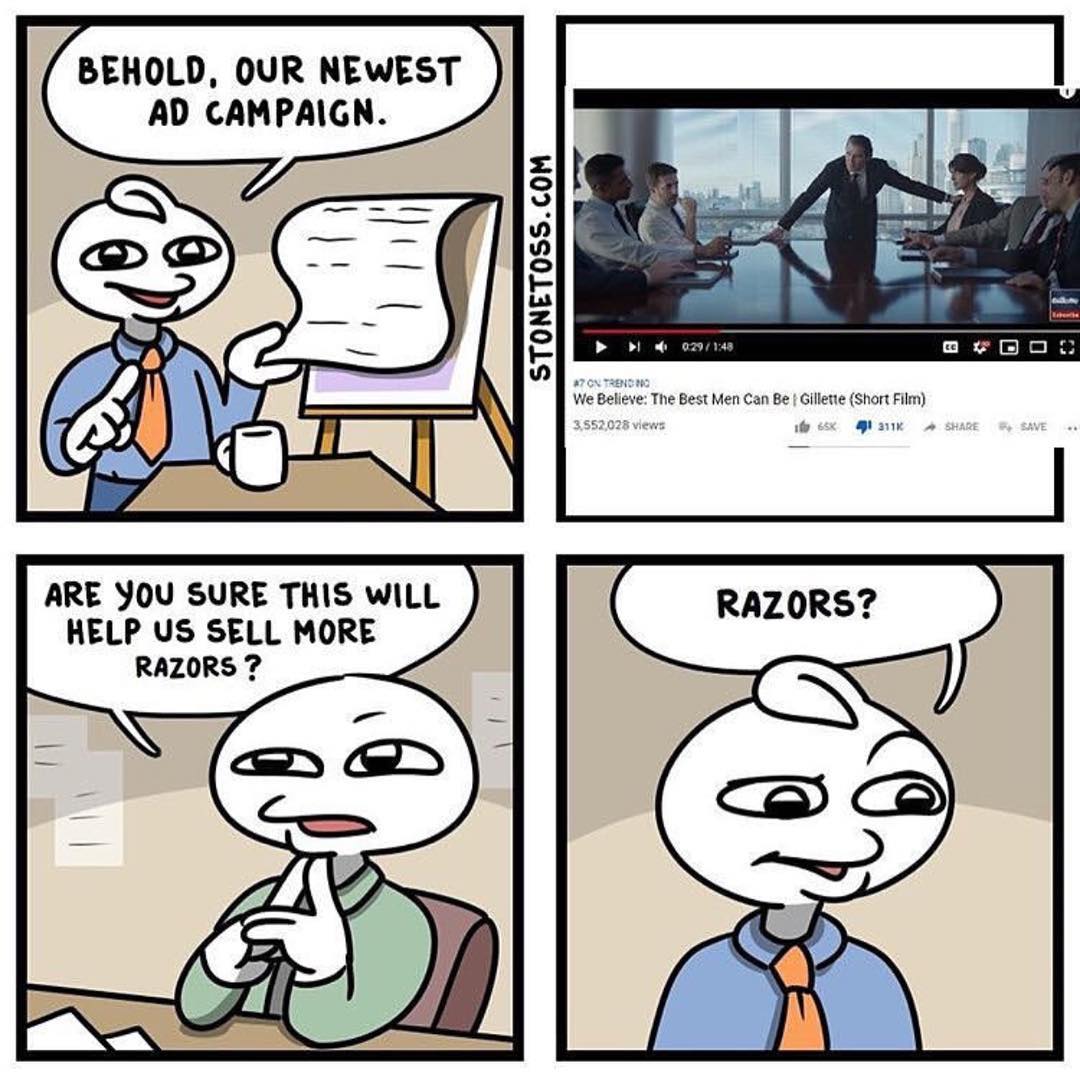 BEHOLD, OUR NEWEST
AD CAMPAIGN.
STONETOSS.COM
0:29 / 1:48
CC
#7 ON TRENDING
We Believe: The Best Men Can Be | Gillette (Short Film)
3,552,028 views
65K
311K
SHARE
SAVE
ARE YOU SURE THIS WILL
HELP US SELL MORE
RAZORS?
RAZORS?